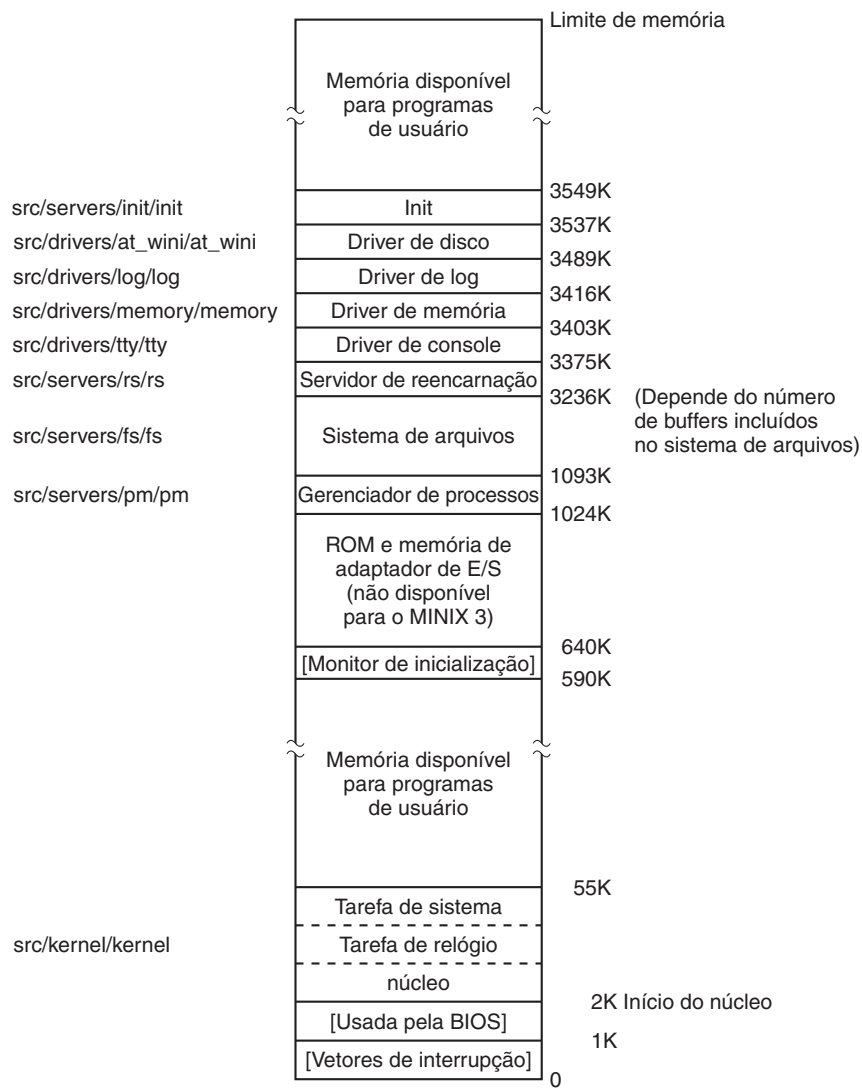 Limite de memória
Memória disponível
para programas
de usuário
3549K
src/servers/init/init
Init
3537K
src/drivers/at_wini/at_wini
Driver de disco
3489K
src/drivers/log/log
Driver de log
3416K
src/drivers/memory/memory
Driver de memória
3403K
src/drivers/tty/tty
Driver de console
3375K
src/servers/rs/rs
Servidor de reencarnação
3236K
(Depende do número
de buffers incluídos
no sistema de arquivos)
src/servers/fs/fs
Sistema de arquivos
1093K
src/servers/pm/pm
Gerenciador de processos
1024K
ROM e memória de
adaptador de E/S
(não disponível
para o MINIX 3)
640K
[Monitor de inicialização]
590K
Memória disponível
para programas
de usuário
55K
Tarefa de sistema
src/kernel/kernel
Tarefa de relógio
núcleo
2K Início do núcleo
[Usada pela BIOS]
1K
[Vetores de interrupção]
0